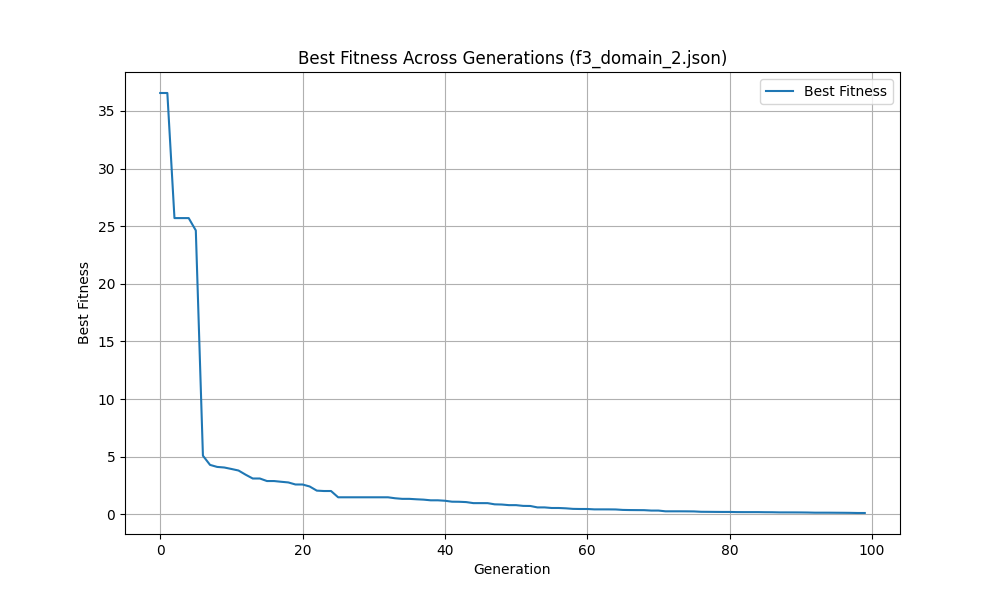 Best Fitness Across Generations (f3_domain_2.json)
Best Fitness
35
30
25
20
15
10
5
0
Best Fitness
0 20 40 60 80 100
Generation